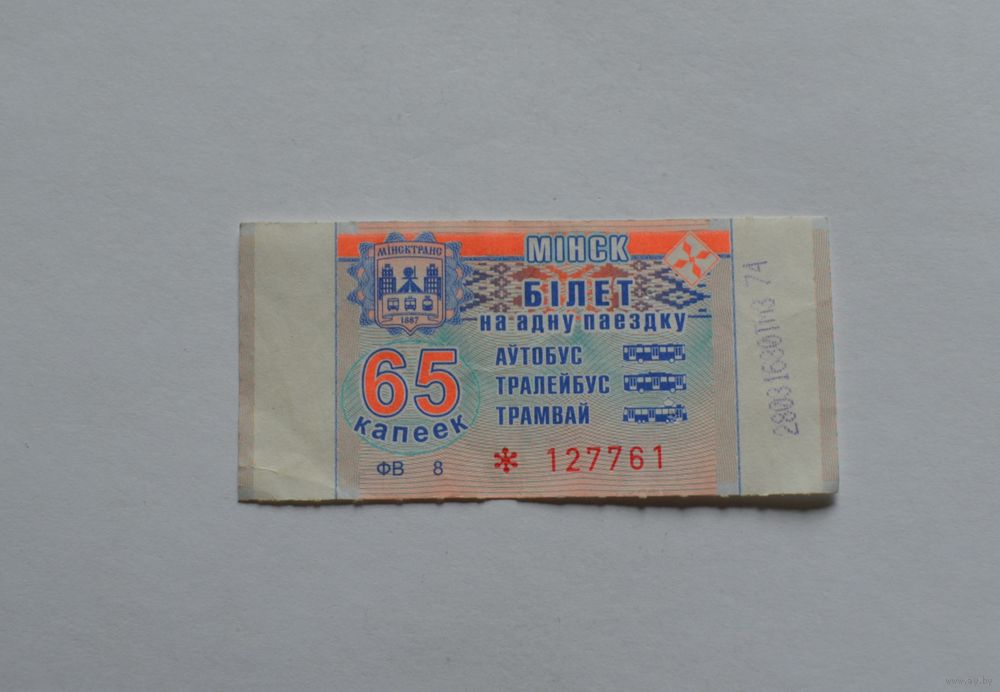 МІНСКТРАНС
1887
МІНСК
БІЛЕТ
на адну паездку
65
капеек
АЎТОБУС
ТРАЛЕЙБУС
ТРАМВАЙ
ФВ 8
* 127761
www.ay.by